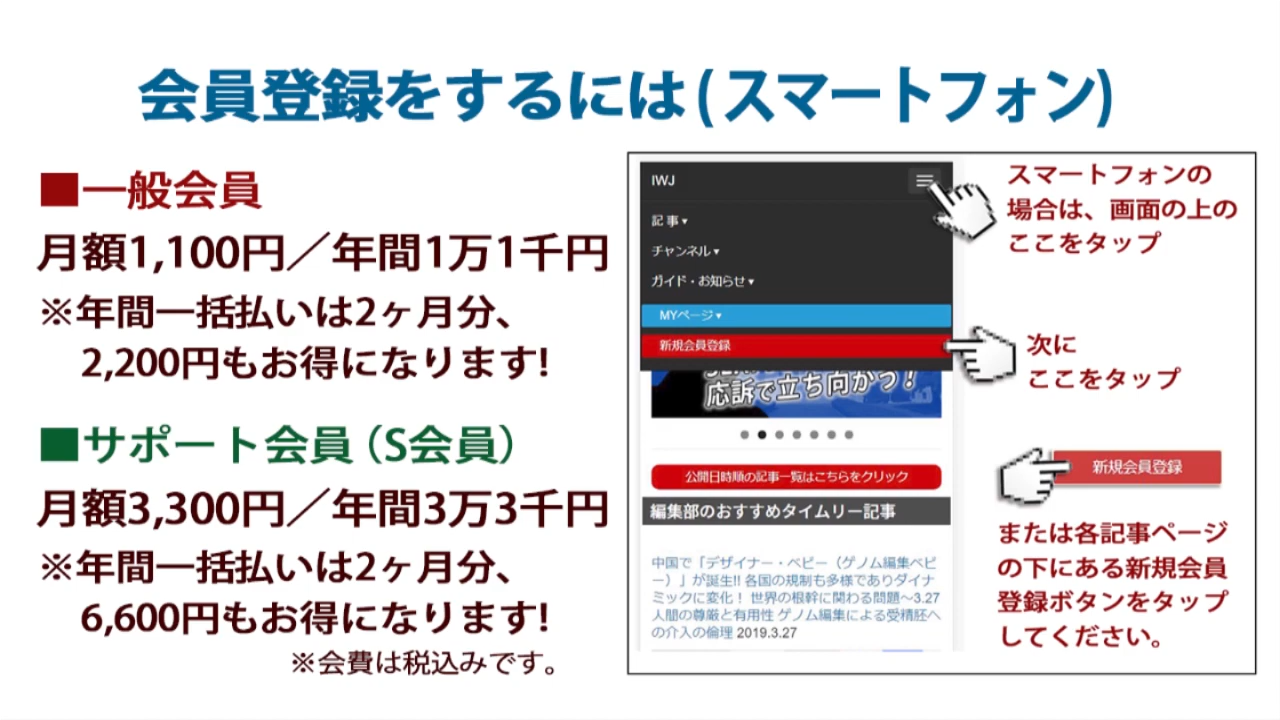 会員登録をするには(スマートフォン)
■一般会員
月額1,100円／年間1万1千円
※年間一括払いは2ヶ月分、
2,200円もお得になります!
■サポート会員（S会員）
月額3,300円／年間3万3千円
※年間一括払いは2ヶ月分、
6,600円もお得になります!
※会費は税込みです。
IWJ
記事▾
チャンネル▾
ガイド・お知らせ▾
MYページ▾
新規会員登録
応訴で立ち向かう！
公開日時順の記事一覧はこちらをクリック
編集部のおすすめタイムリー記事
中国で「デザイナー・ベビー（ゲノム編集ベビ
ー）」が誕生!! 各国の規制も多様でありダイナ
ミックに変化！ 世界の根幹に関わる問題～3.27
人間の尊厳と有用性 ゲノム編集による受精胚へ
の介入の倫理 2019.3.27
スマートフォンの
場合は、画面の上の
ここをタップ
次に
ここをタップ
新規会員登録
または各記事ページ
の下にある新規会員
登録ボタンをタップ
してください。